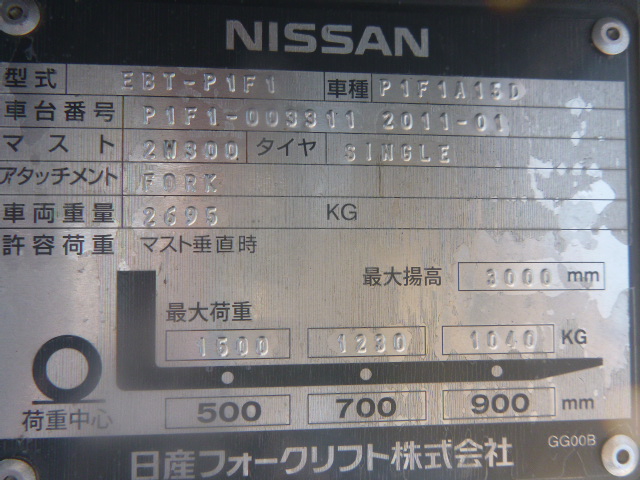 NISSAN
型式 EBT-P1F1 車種 P1F1A15D
車台番号 P1F1-003311 2011-01
マスト 2W300 タイヤ SINGLE
アタッチメント FORK
車両重量 2695 KG
許容荷重 マスト垂直時
最大揚高 3000 mm
最大荷重
1500 1280 1040 KG
荷重中心 500 700 900 mm
日産フォークリフト株式会社 GG00B